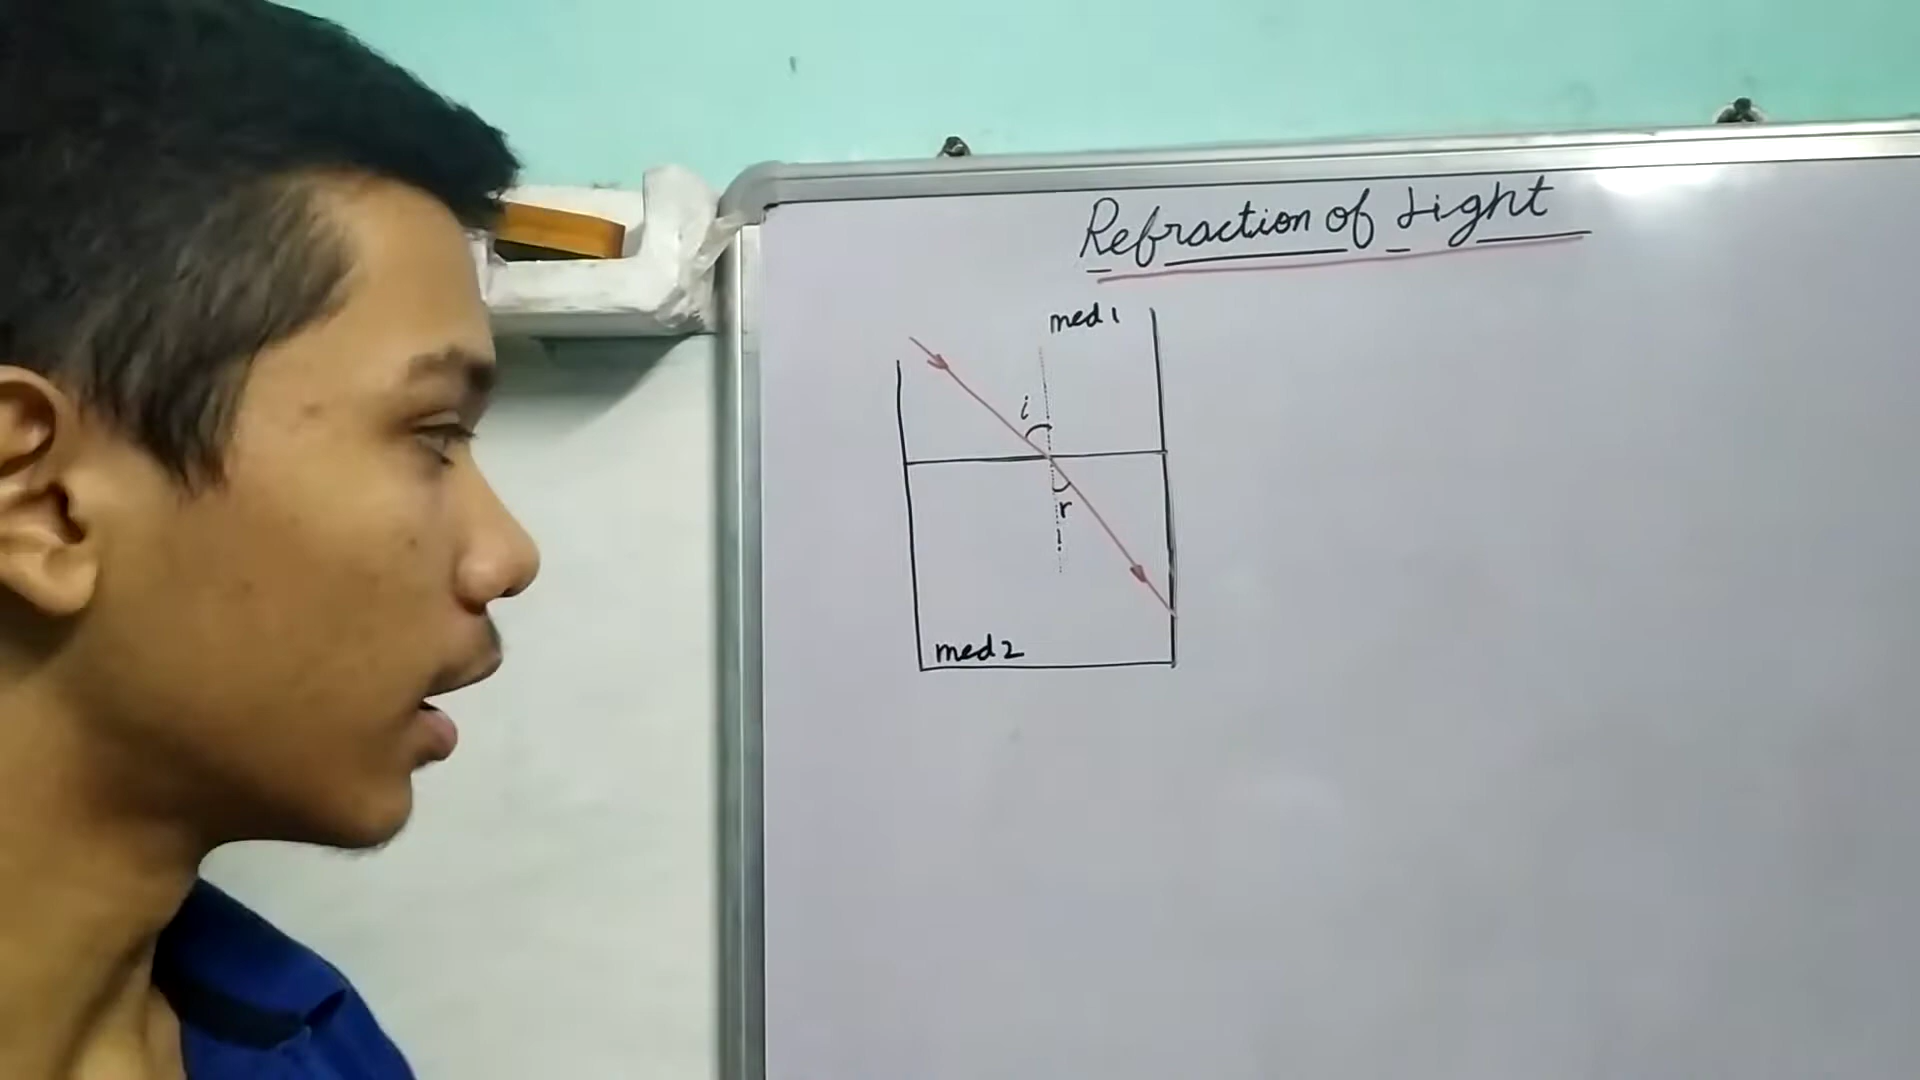 Refraction of Light
med 1
i
r
med 2